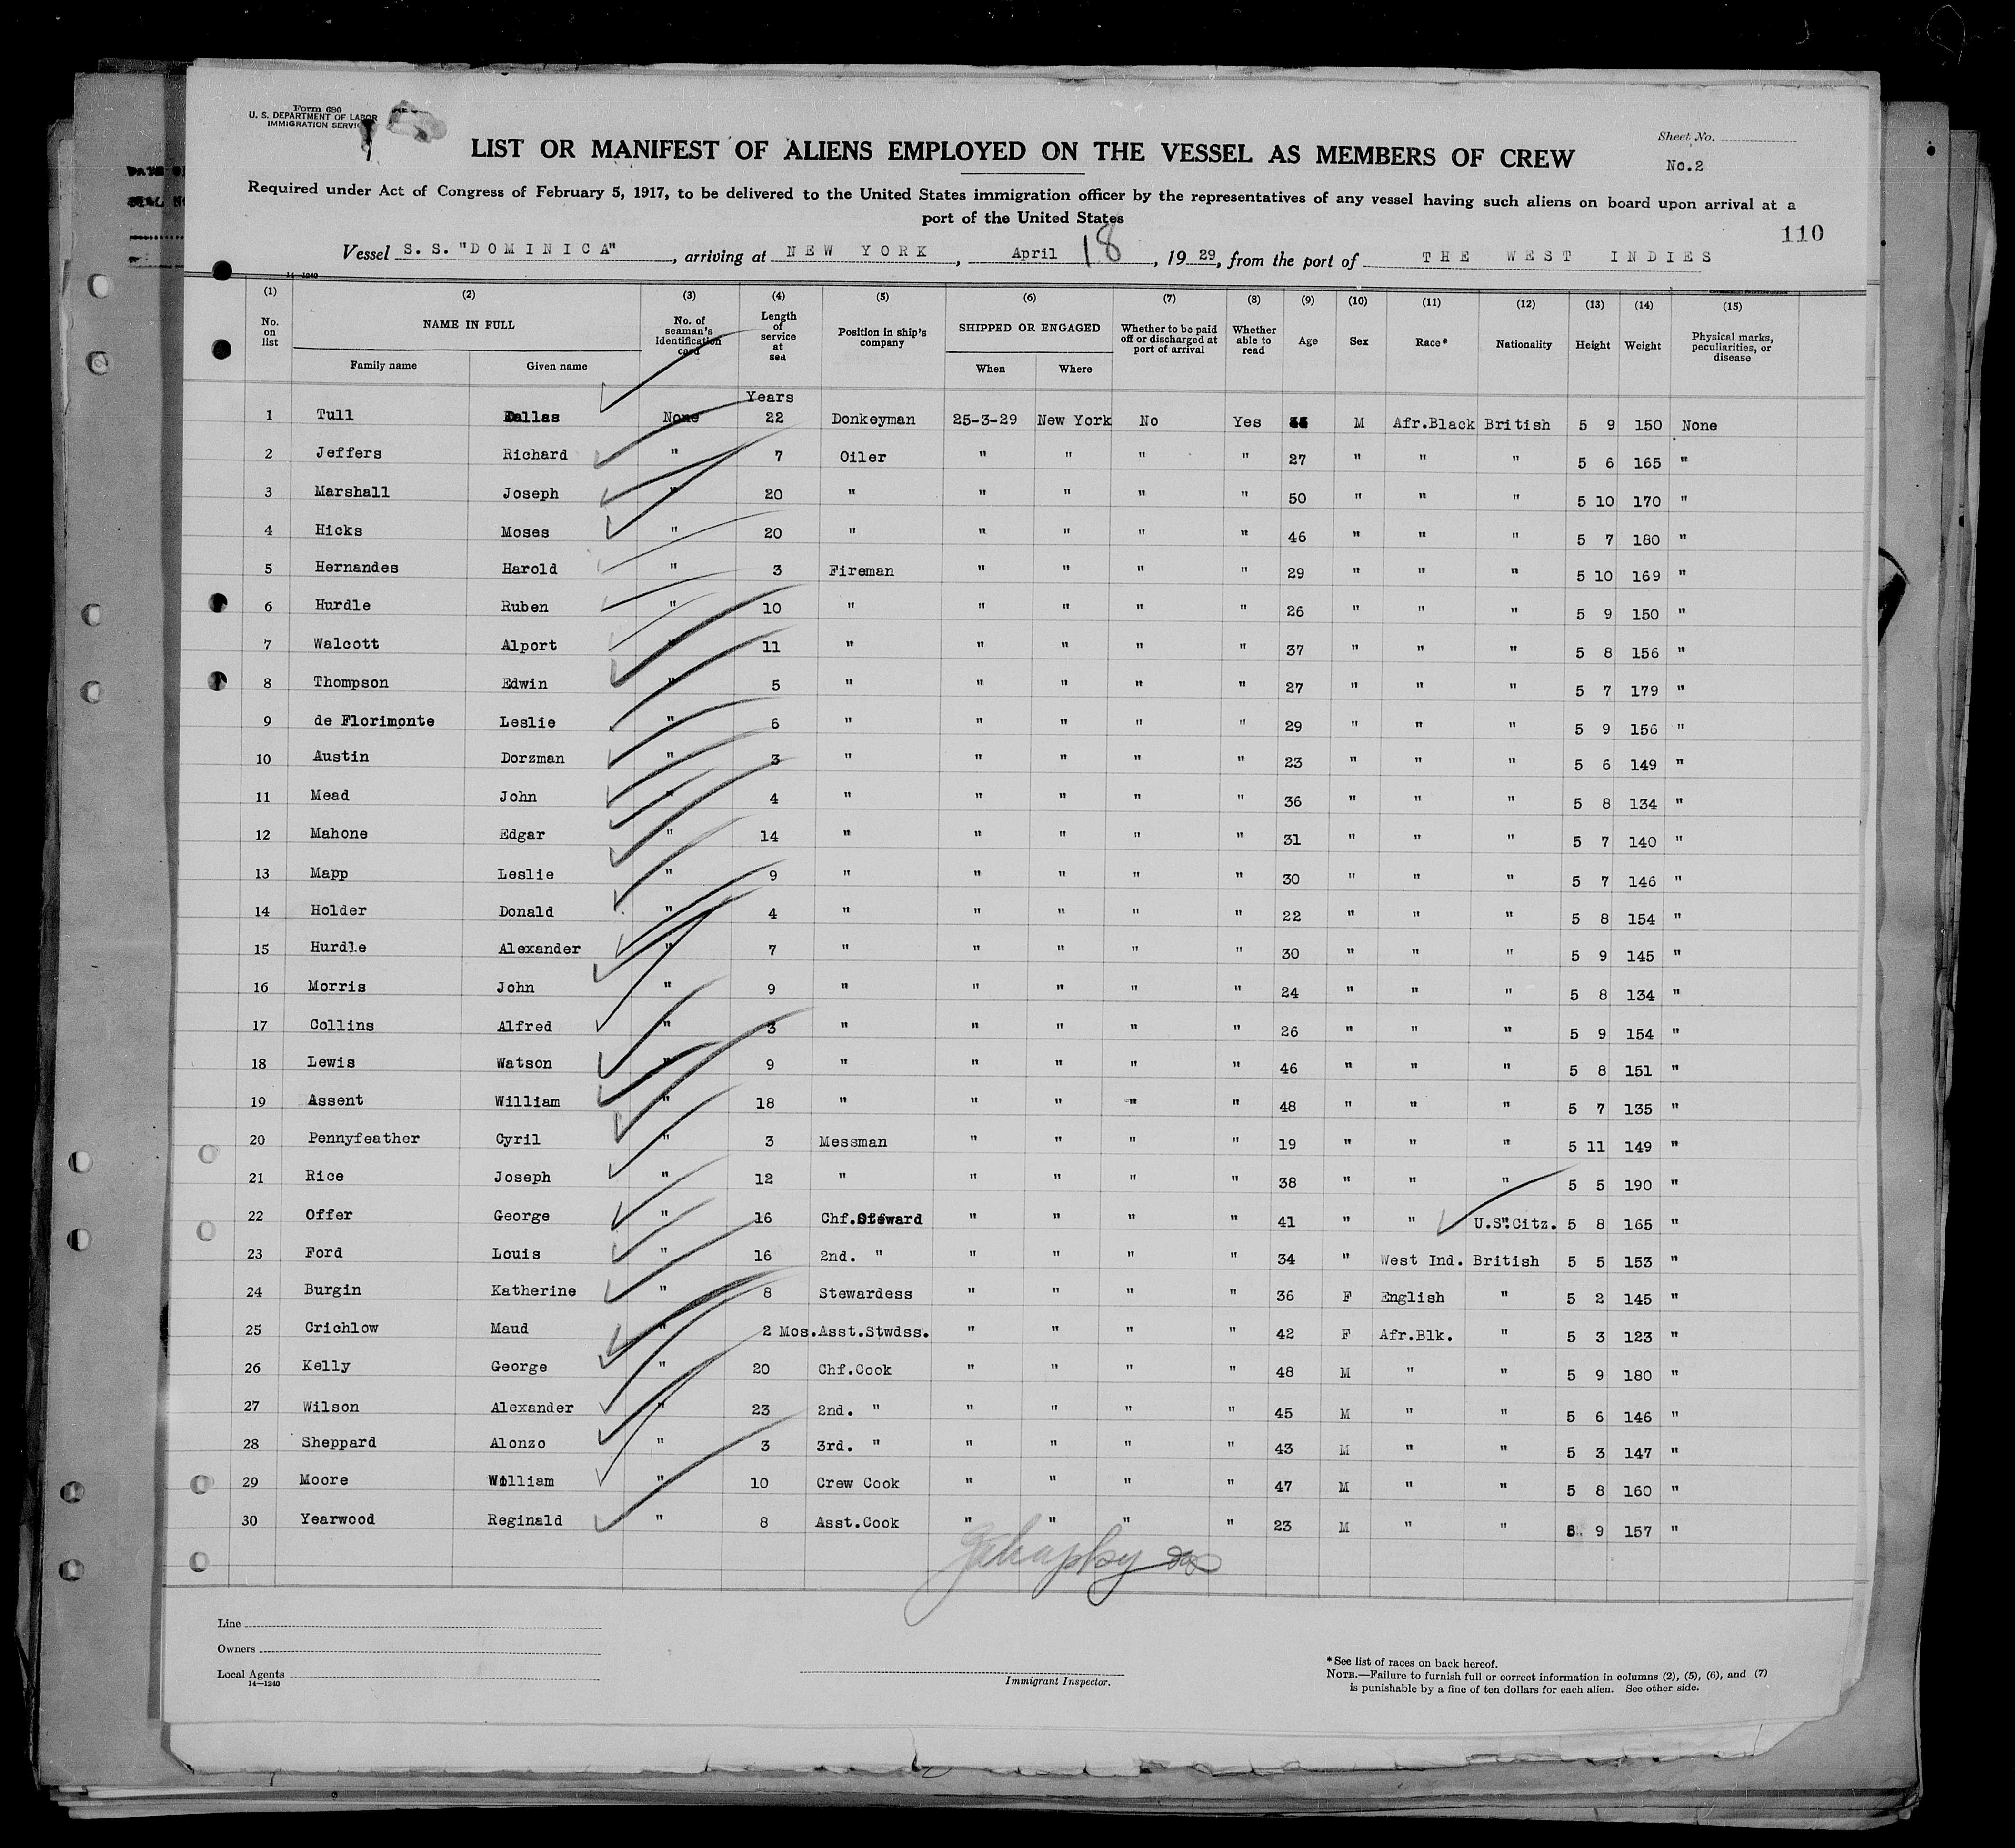 Form 680
U. S. DEPARTMENT OF LABOR
IMMIGRATION SERVICE
LIST OR MANIFEST OF ALIENS EMPLOYED ON THE VESSEL AS MEMBERS OF CREW
Sheet No.
No.2
Required under Act of Congress of February 5, 1917, to be delivered to the United States immigration officer by the representatives of any vessel having such aliens on board upon arrival at a
port of the United States
110
Vessel S. S. "DOMINICA", arriving at NEW YORK, April 18, 1929, from the port of THE WEST INDIES
14-1240
(1) (2) (3) (4) (5) (6) (7) (8) (9) (10) (11) (12) (13) (14) (15)
No. on list NAME IN FULL No. of seaman's identification card Length of service at sea Position in ship's company SHIPPED OR ENGAGED Whether to be paid off or discharged at port of arrival Whether able to read Age Sex Race* Nationality Height Weight Physical marks, peculiarities, or disease
Family name Given name When Where
Years
1 Tull Dallas None 22 Donkeyman 25-3-29 New York No Yes M Afr.Black British 5 9 150 None
2 Jeffers Richard " 7 Oiler " " " " 27 " " " 5 6 165 "
3 Marshall Joseph " 20 " " " " " 50 " " " 5 10 170 "
4 Hicks Moses " 20 " " " " " 46 " " " 5 7 180 "
5 Hernandes Harold " 3 Fireman " " " " 29 " " " 5 10 169 "
6 Hurdle Ruben " 10 " " " " " 26 " " " 5 9 150 "
7 Walcott Alport " 11 " " " " " 37 " " " 5 8 156 "
8 Thompson Edwin " 5 " " " " " 27 " " " 5 7 179 "
9 de Florimonte Leslie " 6 " " " " " 29 " " " 5 9 156 "
10 Austin Dorzman " 3 " " " " " 23 " " " 5 6 149 "
11 Mead John " 4 " " " " " 36 " " " 5 8 134 "
12 Mahone Edgar " 14 " " " " " 31 " " " 5 7 140 "
13 Mapp Leslie " 9 " " " " " 30 " " " 5 7 146 "
14 Holder Donald " 4 " " " " " 22 " " " 5 8 154 "
15 Hurdle Alexander " 7 " " " " " 30 " " " 5 9 145 "
16 Morris John " 9 " " " " " 24 " " " 5 8 134 "
17 Collins Alfred " 3 " " " " " 26 " " " 5 9 154 "
18 Lewis Watson " 9 " " " " " 46 " " " 5 8 151 "
19 Assent William " 18 " " " " " 48 " " " 5 7 135 "
20 Pennyfeather Cyril " 3 Messman " " " " 19 " " " 5 11 149 "
21 Rice Joseph " 12 " " " " " 38 " " " 5 5 190 "
22 Offer George " 16 Chf.Steward " " " " 41 " " U.S.Citz. 5 8 165 "
23 Ford Louis " 16 2nd. " " " " " 34 " West Ind. British 5 5 153 "
24 Burgin Katherine " 8 Stewardess " " " " 36 F English " 5 2 145 "
25 Crichlow Maud " 2 Mos. Asst.Stwdss. " " " " 42 F Afr.Blk. " 5 3 123 "
26 Kelly George " 20 Chf.Cook " " " " 48 M " " 5 9 180 "
27 Wilson Alexander " 23 2nd. " " " " " 45 M " " 5 6 146 "
28 Sheppard Alonzo " 3 3rd. " " " " " 43 M " " 5 3 147 "
29 Moore William " 10 Crew Cook " " " " 47 M " " 5 8 160 "
30 Yearwood Reginald " 8 Asst.Cook " " " " 23 M " " 5 9 157 "
Line
Owners
Local Agents
14-1240
Immigrant Inspector.
*See list of races on back hereof.
NOTE.—Failure to furnish full or correct information in columns (2), (5), (6), and (7)
is punishable by a fine of ten dollars for each alien. See other side.